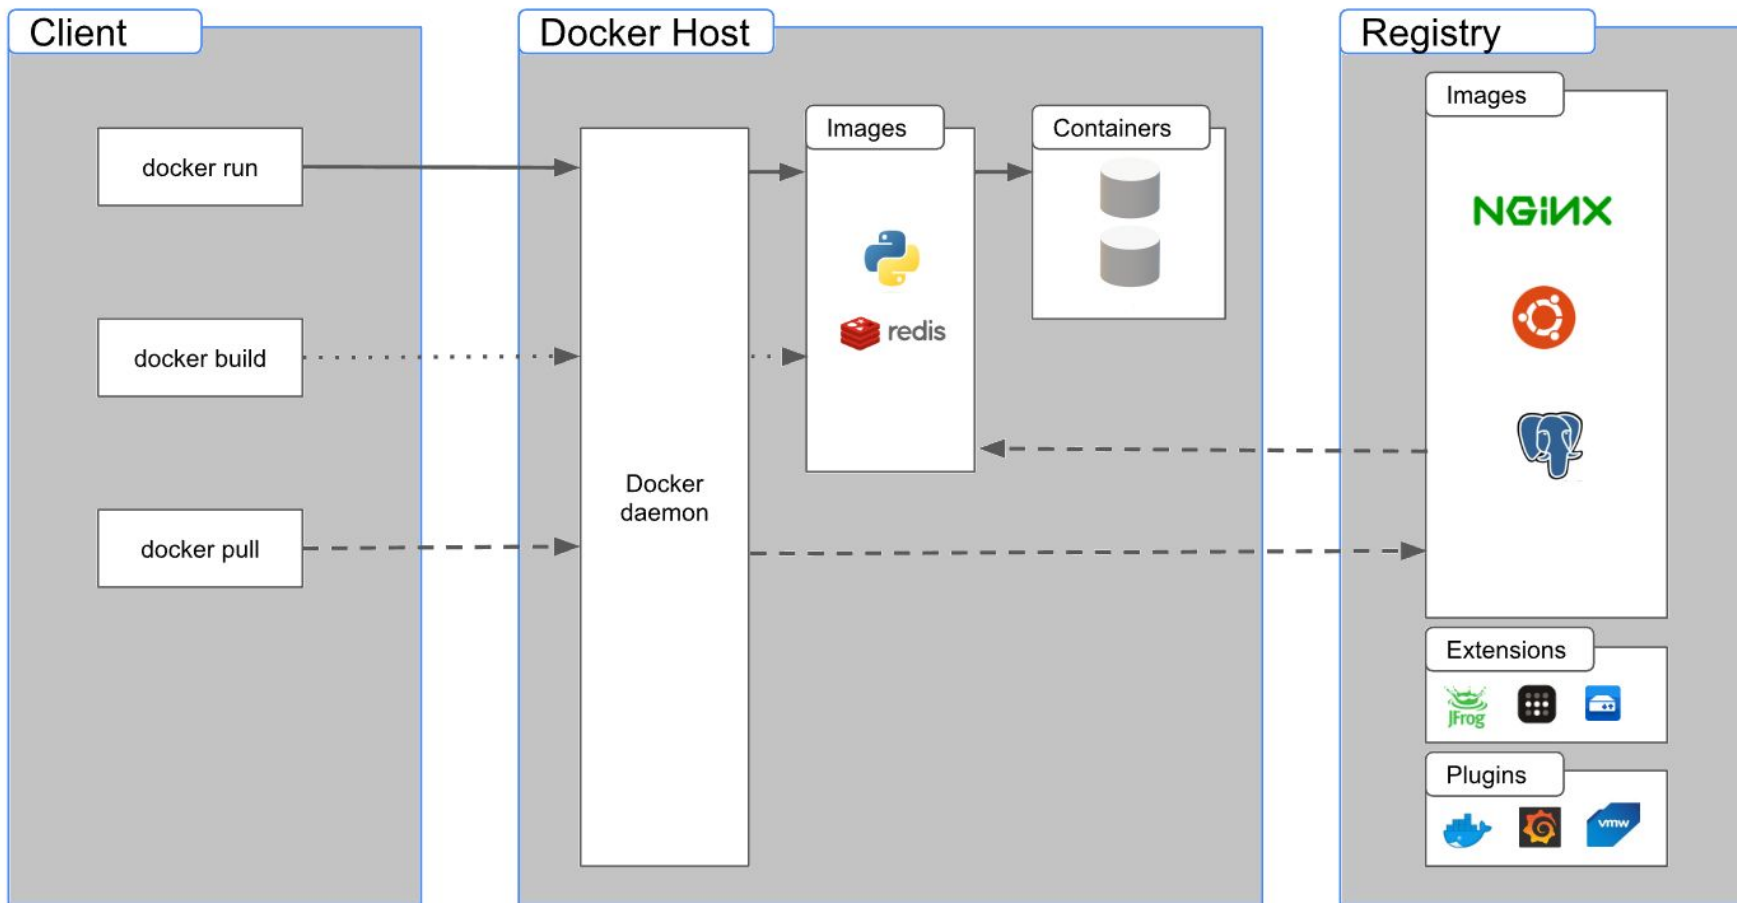 Client
docker run
docker build
docker pull
Docker Host
Docker
daemon
Images
redis
Containers
Registry
Images
NGiNX
Extensions
JFrog
Plugins
vmw